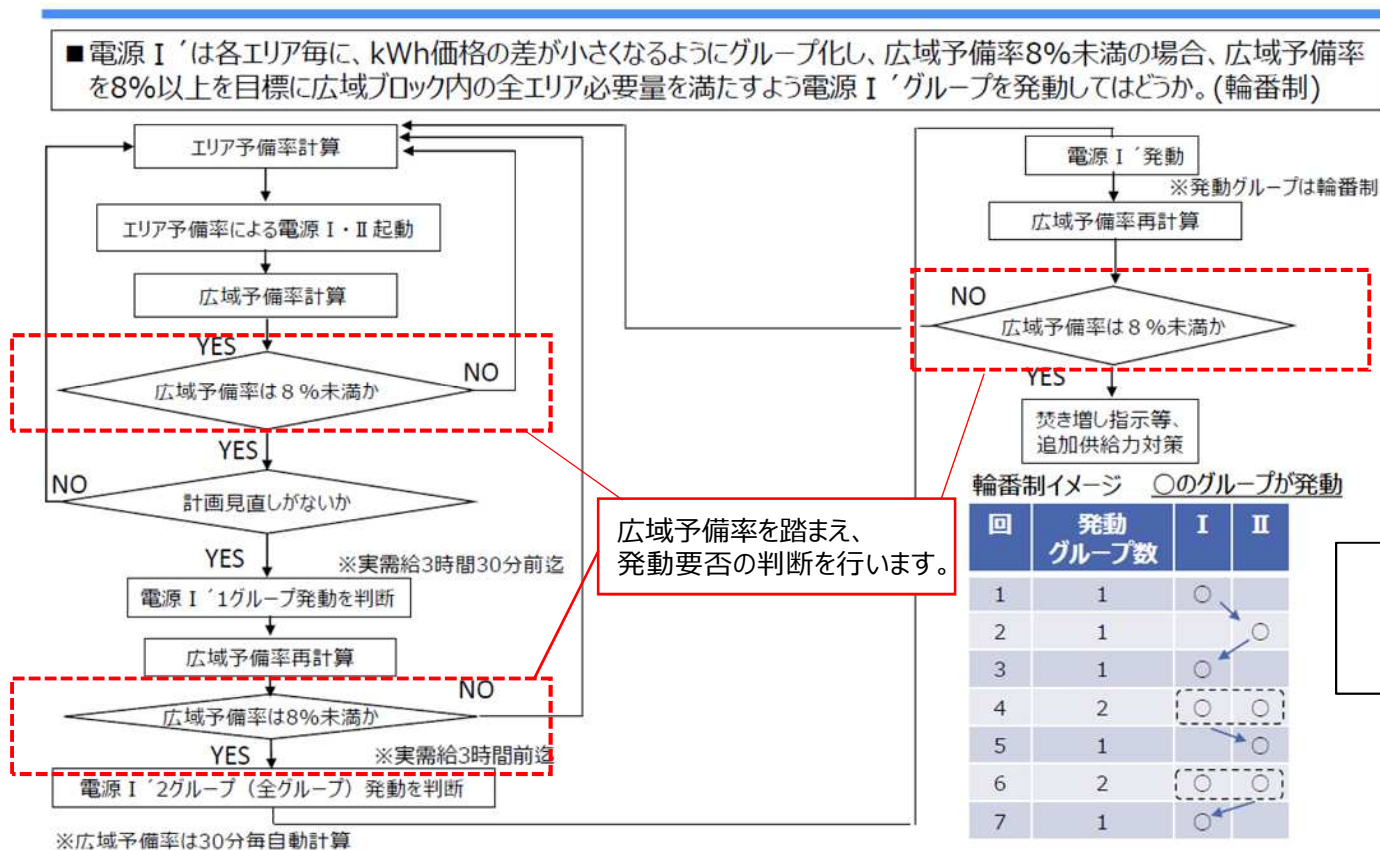 ■電源Ⅰ´は各エリア毎に、kWh価格の差が小さくなるようにグループ化し、広域予備率8%未満の場合、広域予備率
を8%以上を目標に広域ブロック内の全エリア必要量を満たすよう電源Ⅰ´グループを発動してはどうか。(輪番制)
エリア予備率計算
エリア予備率による電源Ⅰ・Ⅱ起動
広域予備率計算
YES
広域予備率は8%未満か
NO
YES
NO
計画見直しがないか
YES
※実需給3時間30分前迄
電源Ⅰ´1グループ発動を判断
広域予備率再計算
NO
広域予備率は8%未満か
YES
※実需給3時間前迄
電源Ⅰ´2グループ（全グループ）発動を判断
※広域予備率は30分毎自動計算
広域予備率を踏まえ、
発動要否の判断を行います。
電源Ⅰ´発動
※発動グループは輪番制
広域予備率再計算
NO
広域予備率は8%未満か
YES
焚き増し指示等、
追加供給力対策
輪番制イメージ ○のグループが発動
回 発動グループ数 Ⅰ Ⅱ
1 1 ○
2 1 ○
3 1 ○
4 2 ○ ○
5 1 ○
6 2 ○ ○
7 1 ○